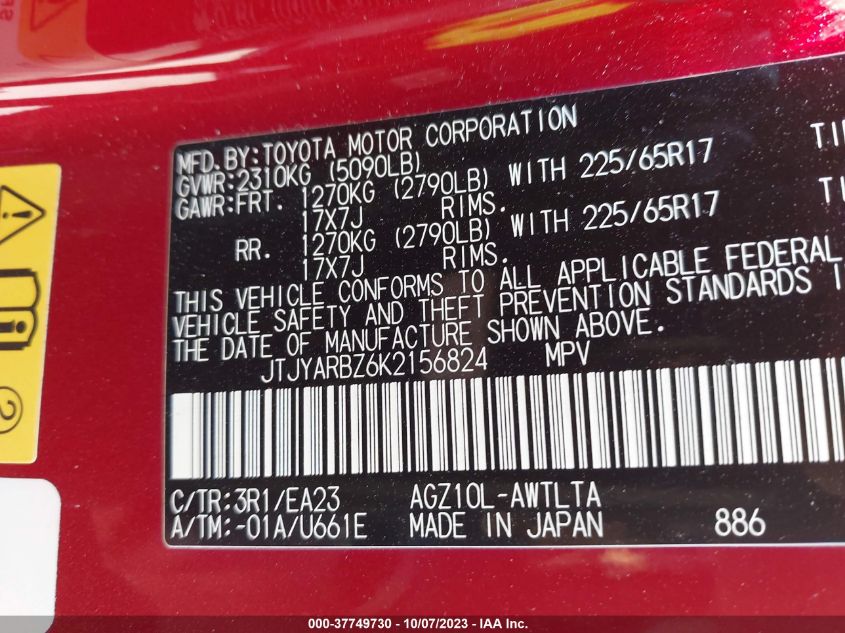 MFD. BY: TOYOTA MOTOR CORPORATION
GVWR: 2310KG (5090LB)
GAWR: FRT. 1270KG (2790LB) WITH 225/65R17
17X7J RIMS.
RR. 1270KG (2790LB) WITH 225/65R17
17X7J RIMS.
THIS VEHICLE CONFORMS TO ALL APPLICABLE FEDERAL
VEHICLE SAFETY AND THEFT PREVENTION STANDARDS
THE DATE OF MANUFACTURE SHOWN ABOVE.
JTJYARBZ6K2156824 MPV
C/TR: 3R1/EA23 AGZ10L-AWTLTA
A/TM: -01A/U661E MADE IN JAPAN 886
2
000-37749730 - 10/07/2023 - IAA Inc.